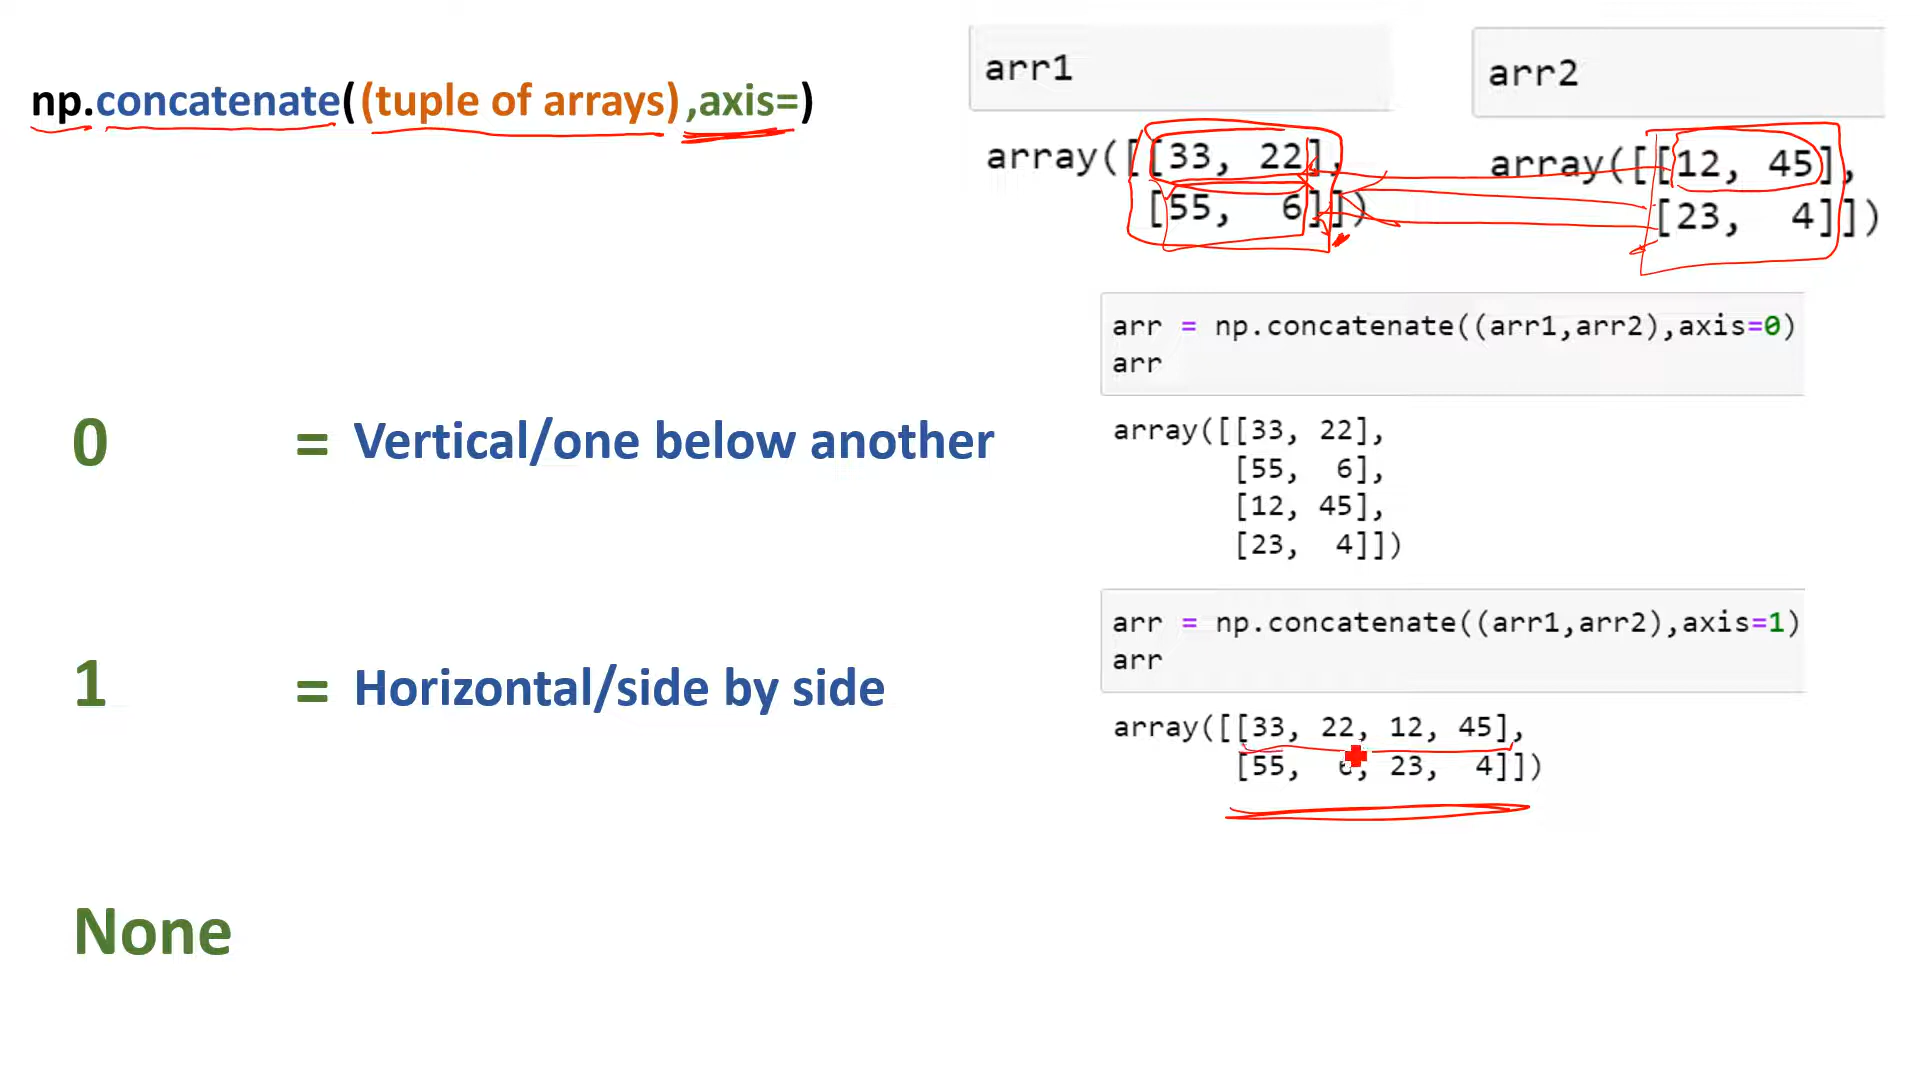 np.concatenate((tuple of arrays),axis=)
arr1
array([[33, 22],
[55, 6]])
arr2
array([[12, 45],
[23, 4]])
arr = np.concatenate((arr1,arr2),axis=0)
arr
0 = Vertical/one below another
array([[33, 22],
[55, 6],
[12, 45],
[23, 4]])
arr = np.concatenate((arr1,arr2),axis=1)
arr
1 = Horizontal/side by side
array([[33, 22, 12, 45],
[55, 6, 23, 4]])
None